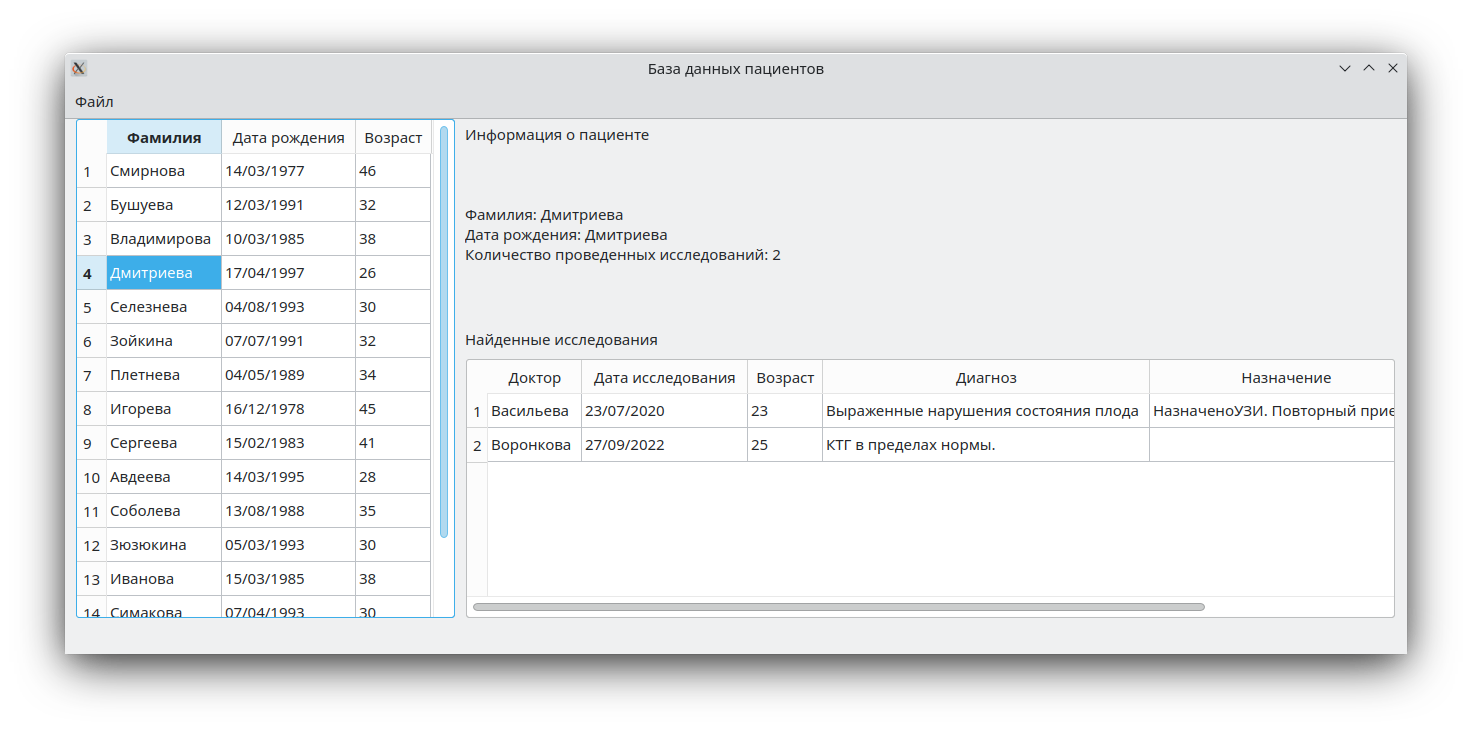 База данных пациентов
Файл
Фамилия Дата рождения Возраст
1 Смирнова 14/03/1977 46
2 Бушуева 12/03/1991 32
3 Владимирова 10/03/1985 38
4 Дмитриева 17/04/1997 26
5 Селезнева 04/08/1993 30
6 Зойкина 07/07/1991 32
7 Плетнева 04/05/1989 34
8 Игорева 16/12/1978 45
9 Сергеева 15/02/1983 41
10 Авдеева 14/03/1995 28
11 Соболева 13/08/1988 35
12 Зюзюкина 05/03/1993 30
13 Иванова 15/03/1985 38
14 Симакова 07/04/1993 30
Информация о пациенте
Фамилия: Дмитриева
Дата рождения: Дмитриева
Количество проведенных исследований: 2
Найденные исследования
Доктор Дата исследования Возраст Диагноз Назначение
1 Васильева 23/07/2020 23 Выраженные нарушения состояния плода НазначеноУЗИ. Повторный прие
2 Воронкова 27/09/2022 25 КТГ в пределах нормы.